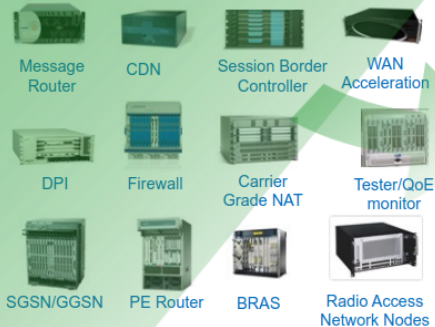 Message
Router
CDN
Session Border
Controller
WAN
Acceleration
DPI
Firewall
Carrier
Grade NAT
Tester/QoE
monitor
SGSN/GGSN
PE Router
BRAS
Radio Access
Network Nodes